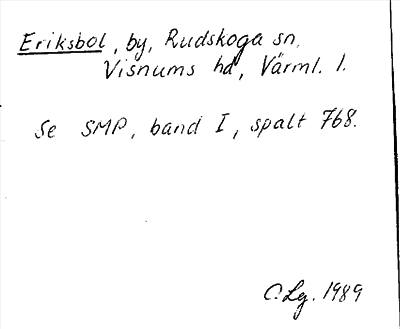 Eriksbol, by, Rudskoga sn,
Visnums hd, Värml. l.
Se SMP, band I, spalt 768.
C.Lg. 1989